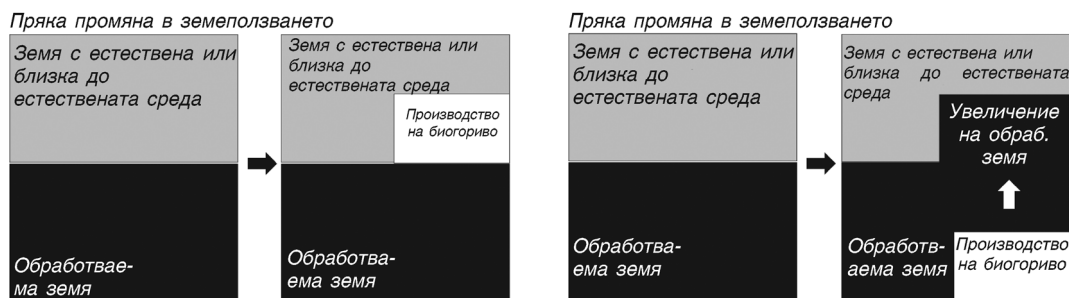 Пряка промяна в земеползването
Земя с естествена или
близка до
естествената среда
Обработвае-
ма земя
Земя с естествена или
близка до
естествената среда
Производство
на биогориво
Обработва-
ема земя
Пряка промяна в земеползването
Земя с естествена или
близка до
естествената среда
Обработва-
ема земя
Земя с естествена или
близка до естествената
среда
Увеличение
на обраб.
земя
Обработв-
аема земя
Производство
на биогориво